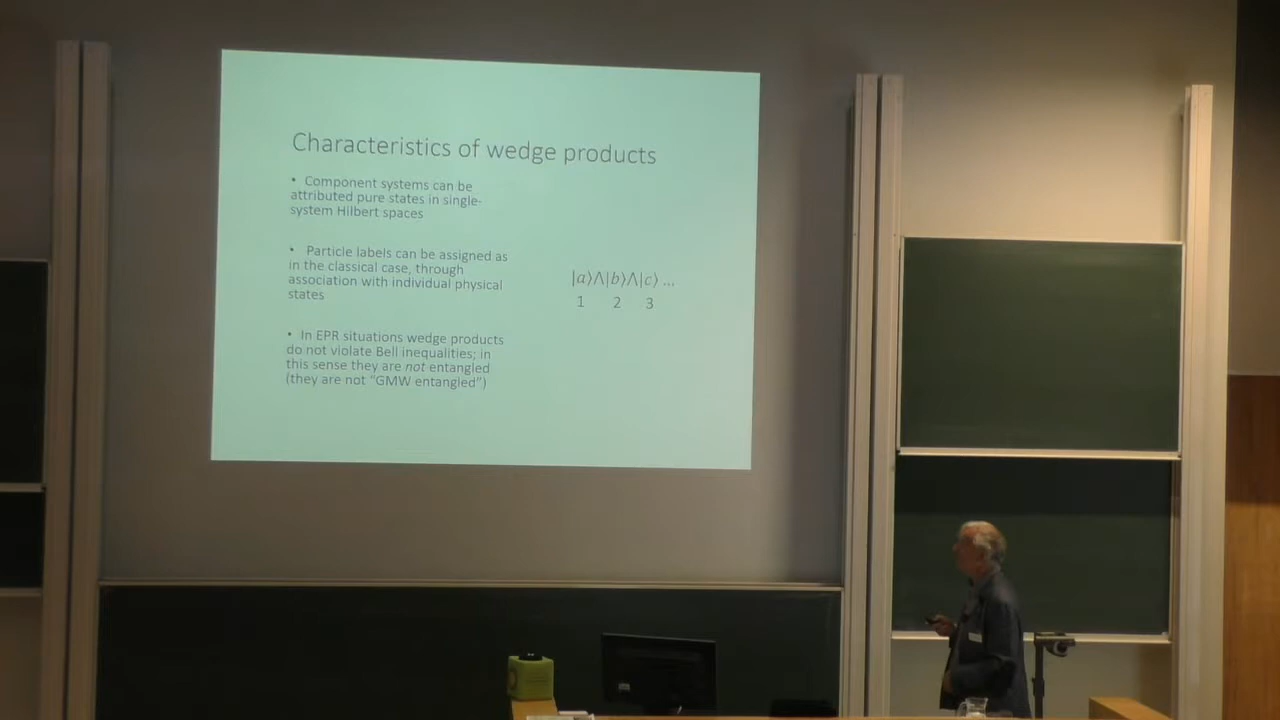 Characteristics of wedge products
• Component systems can be
attributed pure states in single-
system Hilbert spaces
• Particle labels can be assigned as
in the classical case, through
association with individual physical
states
|a⟩Λ|b⟩Λ|c⟩ ...
1 2 3
• In EPR situations wedge products
do not violate Bell inequalities; in
this sense they are not entangled
(they are not “GMW entangled”)